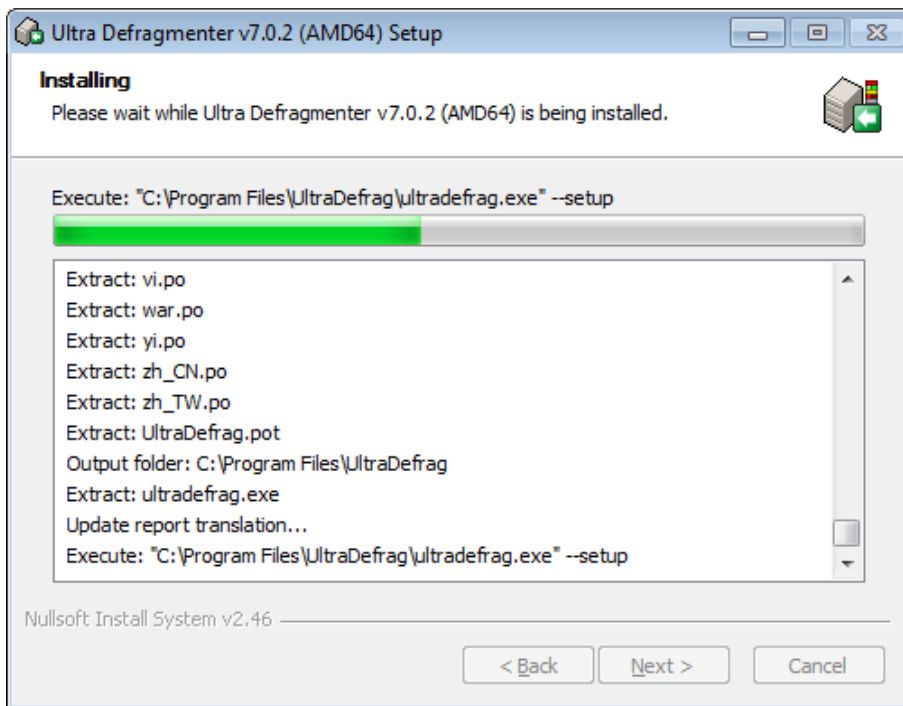 Ultra Defragmenter v7.0.2 (AMD64) Setup
Installing
Please wait while Ultra Defragmenter v7.0.2 (AMD64) is being installed.
Execute: "C:\Program Files\UltraDefrag\ultradefrag.exe" --setup
Extract: vi.po
Extract: war.po
Extract: yi.po
Extract: zh_CN.po
Extract: zh_TW.po
Extract: UltraDefrag.pot
Output folder: C:\Program Files\UltraDefrag
Extract: ultradefrag.exe
Update report translation...
Execute: "C:\Program Files\UltraDefrag\ultradefrag.exe" --setup
Nullsoft Install System v2.46
< Back Next > Cancel